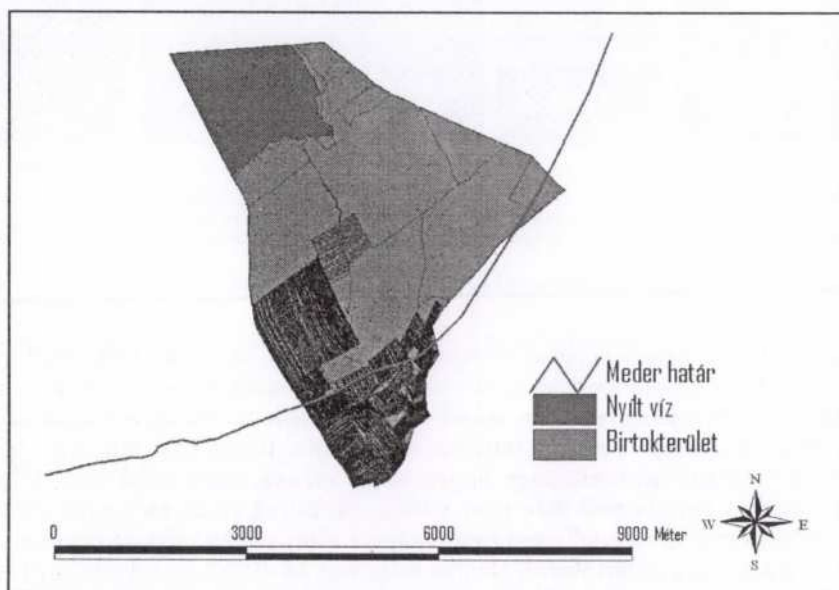 Meder határ
Nyílt víz
Birtokterület
0 3000 6000 9000 Méter
N
W E
S